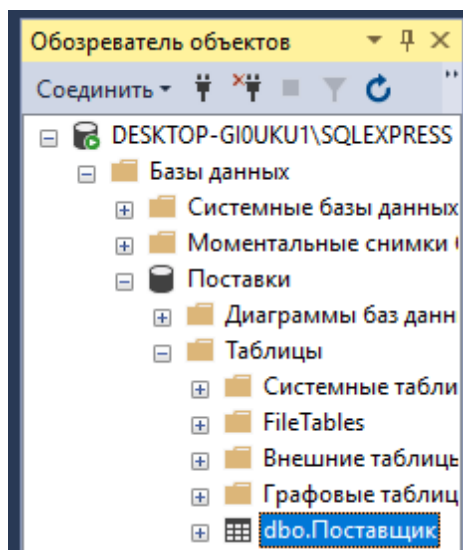 Обозреватель объектов
Соединить
DESKTOP-GI0UKU1\SQLEXPRESS
Базы данных
Системные базы данных
Моментальные снимки
Поставки
Диаграммы баз данн
Таблицы
Системные табли
FileTables
Внешние таблицы
Графовые таблиц
dbo.Поставщик